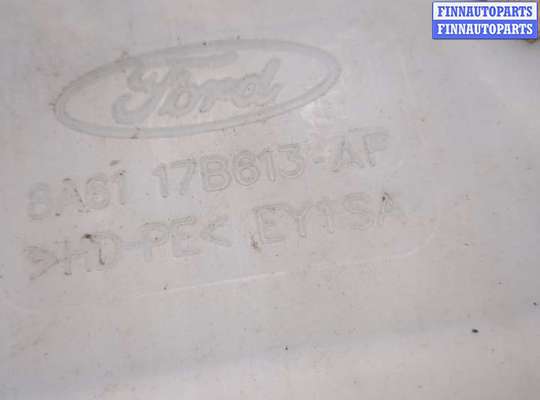 FINNAUTOPARTS
FINNAUTOPARTS
Ford
8A61 17B613-AF
>HD-PE< EY1SA